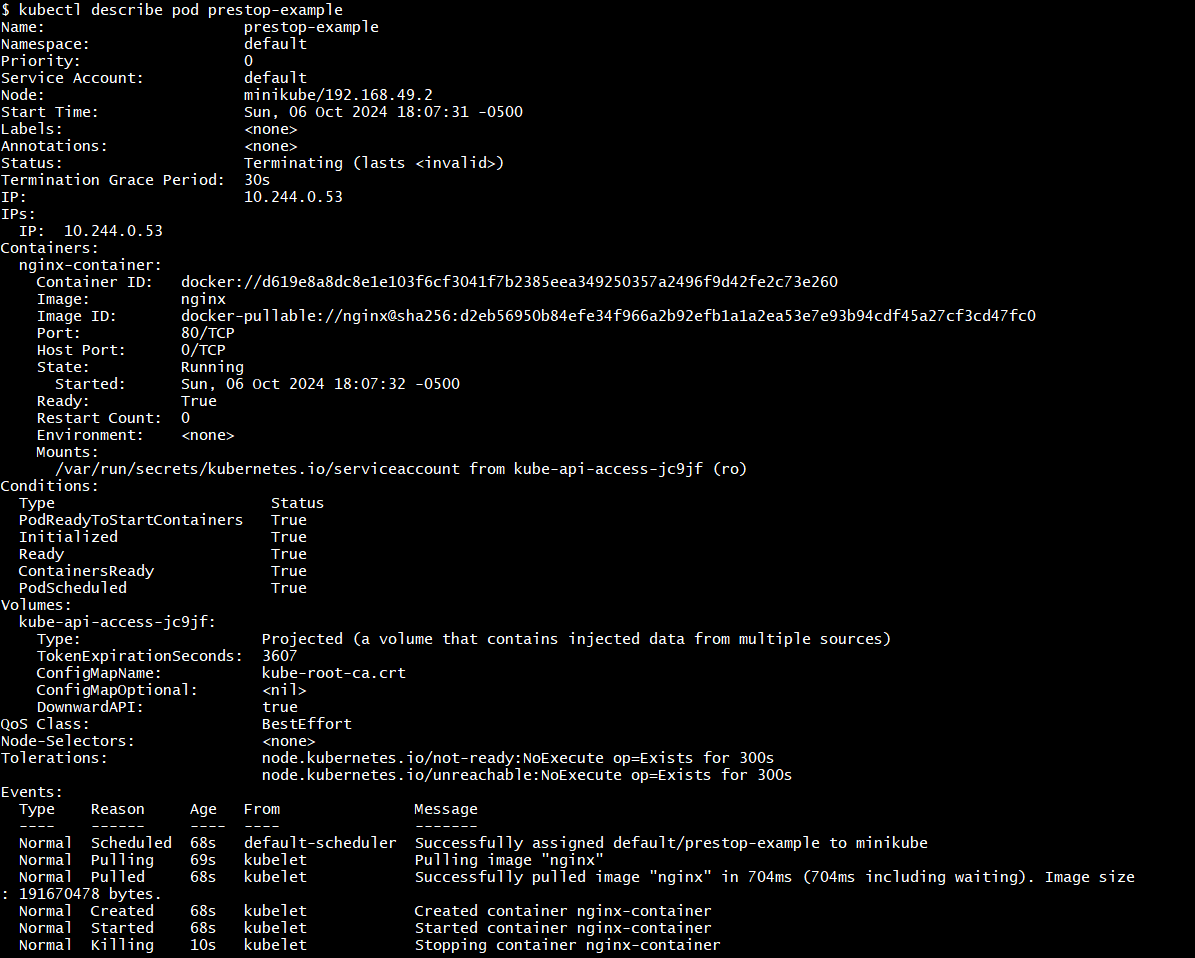 $ kubectl describe pod prestop-example
Name:                         prestop-example
Namespace:                    default
Priority:                     0
Service Account:              default
Node:                         minikube/192.168.49.2
Start Time:                   Sun, 06 Oct 2024 18:07:31 -0500
Labels:                       <none>
Annotations:                  <none>
Status:                       Terminating (lasts <invalid>)
Termination Grace Period:  30s
IP:                           10.244.0.53
IPs:
  IP:  10.244.0.53
Containers:
  nginx-container:
    Container ID:   docker://d619e8a8dc8e1e103f6cf3041f7b2385eea349250357a2496f9d42fe2c73e260
    Image:          nginx
    Image ID:       docker-pullable://nginx@sha256:d2eb56950b84efe34f966a2b92efb1a1a2ea53e7e93b94cdf45a27cf3cd47fc0
    Port:           80/TCP
    Host Port:      0/TCP
    State:          Running
      Started:      Sun, 06 Oct 2024 18:07:32 -0500
    Ready:          True
    Restart Count:  0
    Environment:    <none>
    Mounts:
      /var/run/secrets/kubernetes.io/serviceaccount from kube-api-access-jc9jf (ro)
Conditions:
  Type                        Status
  PodReadyToStartContainers   True
  Initialized                 True
  Ready                       True
  ContainersReady             True
  PodScheduled                True
Volumes:
  kube-api-access-jc9jf:
    Type:                    Projected (a volume that contains injected data from multiple sources)
    TokenExpirationSeconds:  3607
    ConfigMapName:           kube-root-ca.crt
    ConfigMapOptional:       <nil>
    DownwardAPI:             true
QoS Class:                   BestEffort
Node-Selectors:              <none>
Tolerations:                 node.kubernetes.io/not-ready:NoExecute op=Exists for 300s
                             node.kubernetes.io/unreachable:NoExecute op=Exists for 300s
Events:
  Type    Reason     Age   From               Message
  ----    ------     ----  ----               -------
  Normal  Scheduled  68s   default-scheduler  Successfully assigned default/prestop-example to minikube
  Normal  Pulling    69s   kubelet            Pulling image "nginx"
  Normal  Pulled     68s   kubelet            Successfully pulled image "nginx" in 704ms (704ms including waiting). Image size
: 191670478 bytes.
  Normal  Created    68s   kubelet            Created container nginx-container
  Normal  Started    68s   kubelet            Started container nginx-container
  Normal  Killing    10s   kubelet            Stopping container nginx-container